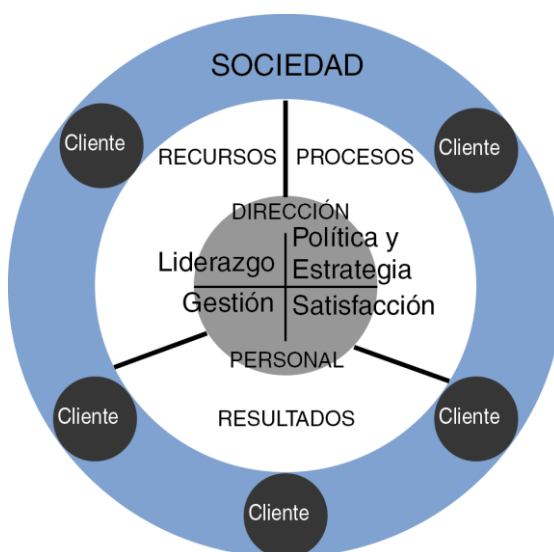 SOCIEDAD
Cliente
Cliente
RECURSOS
PROCESOS
DIRECCIÓN
Liderazgo
Política y
Estrategia
Gestión
Satisfacción
PERSONAL
RESULTADOS
Cliente
Cliente
Cliente